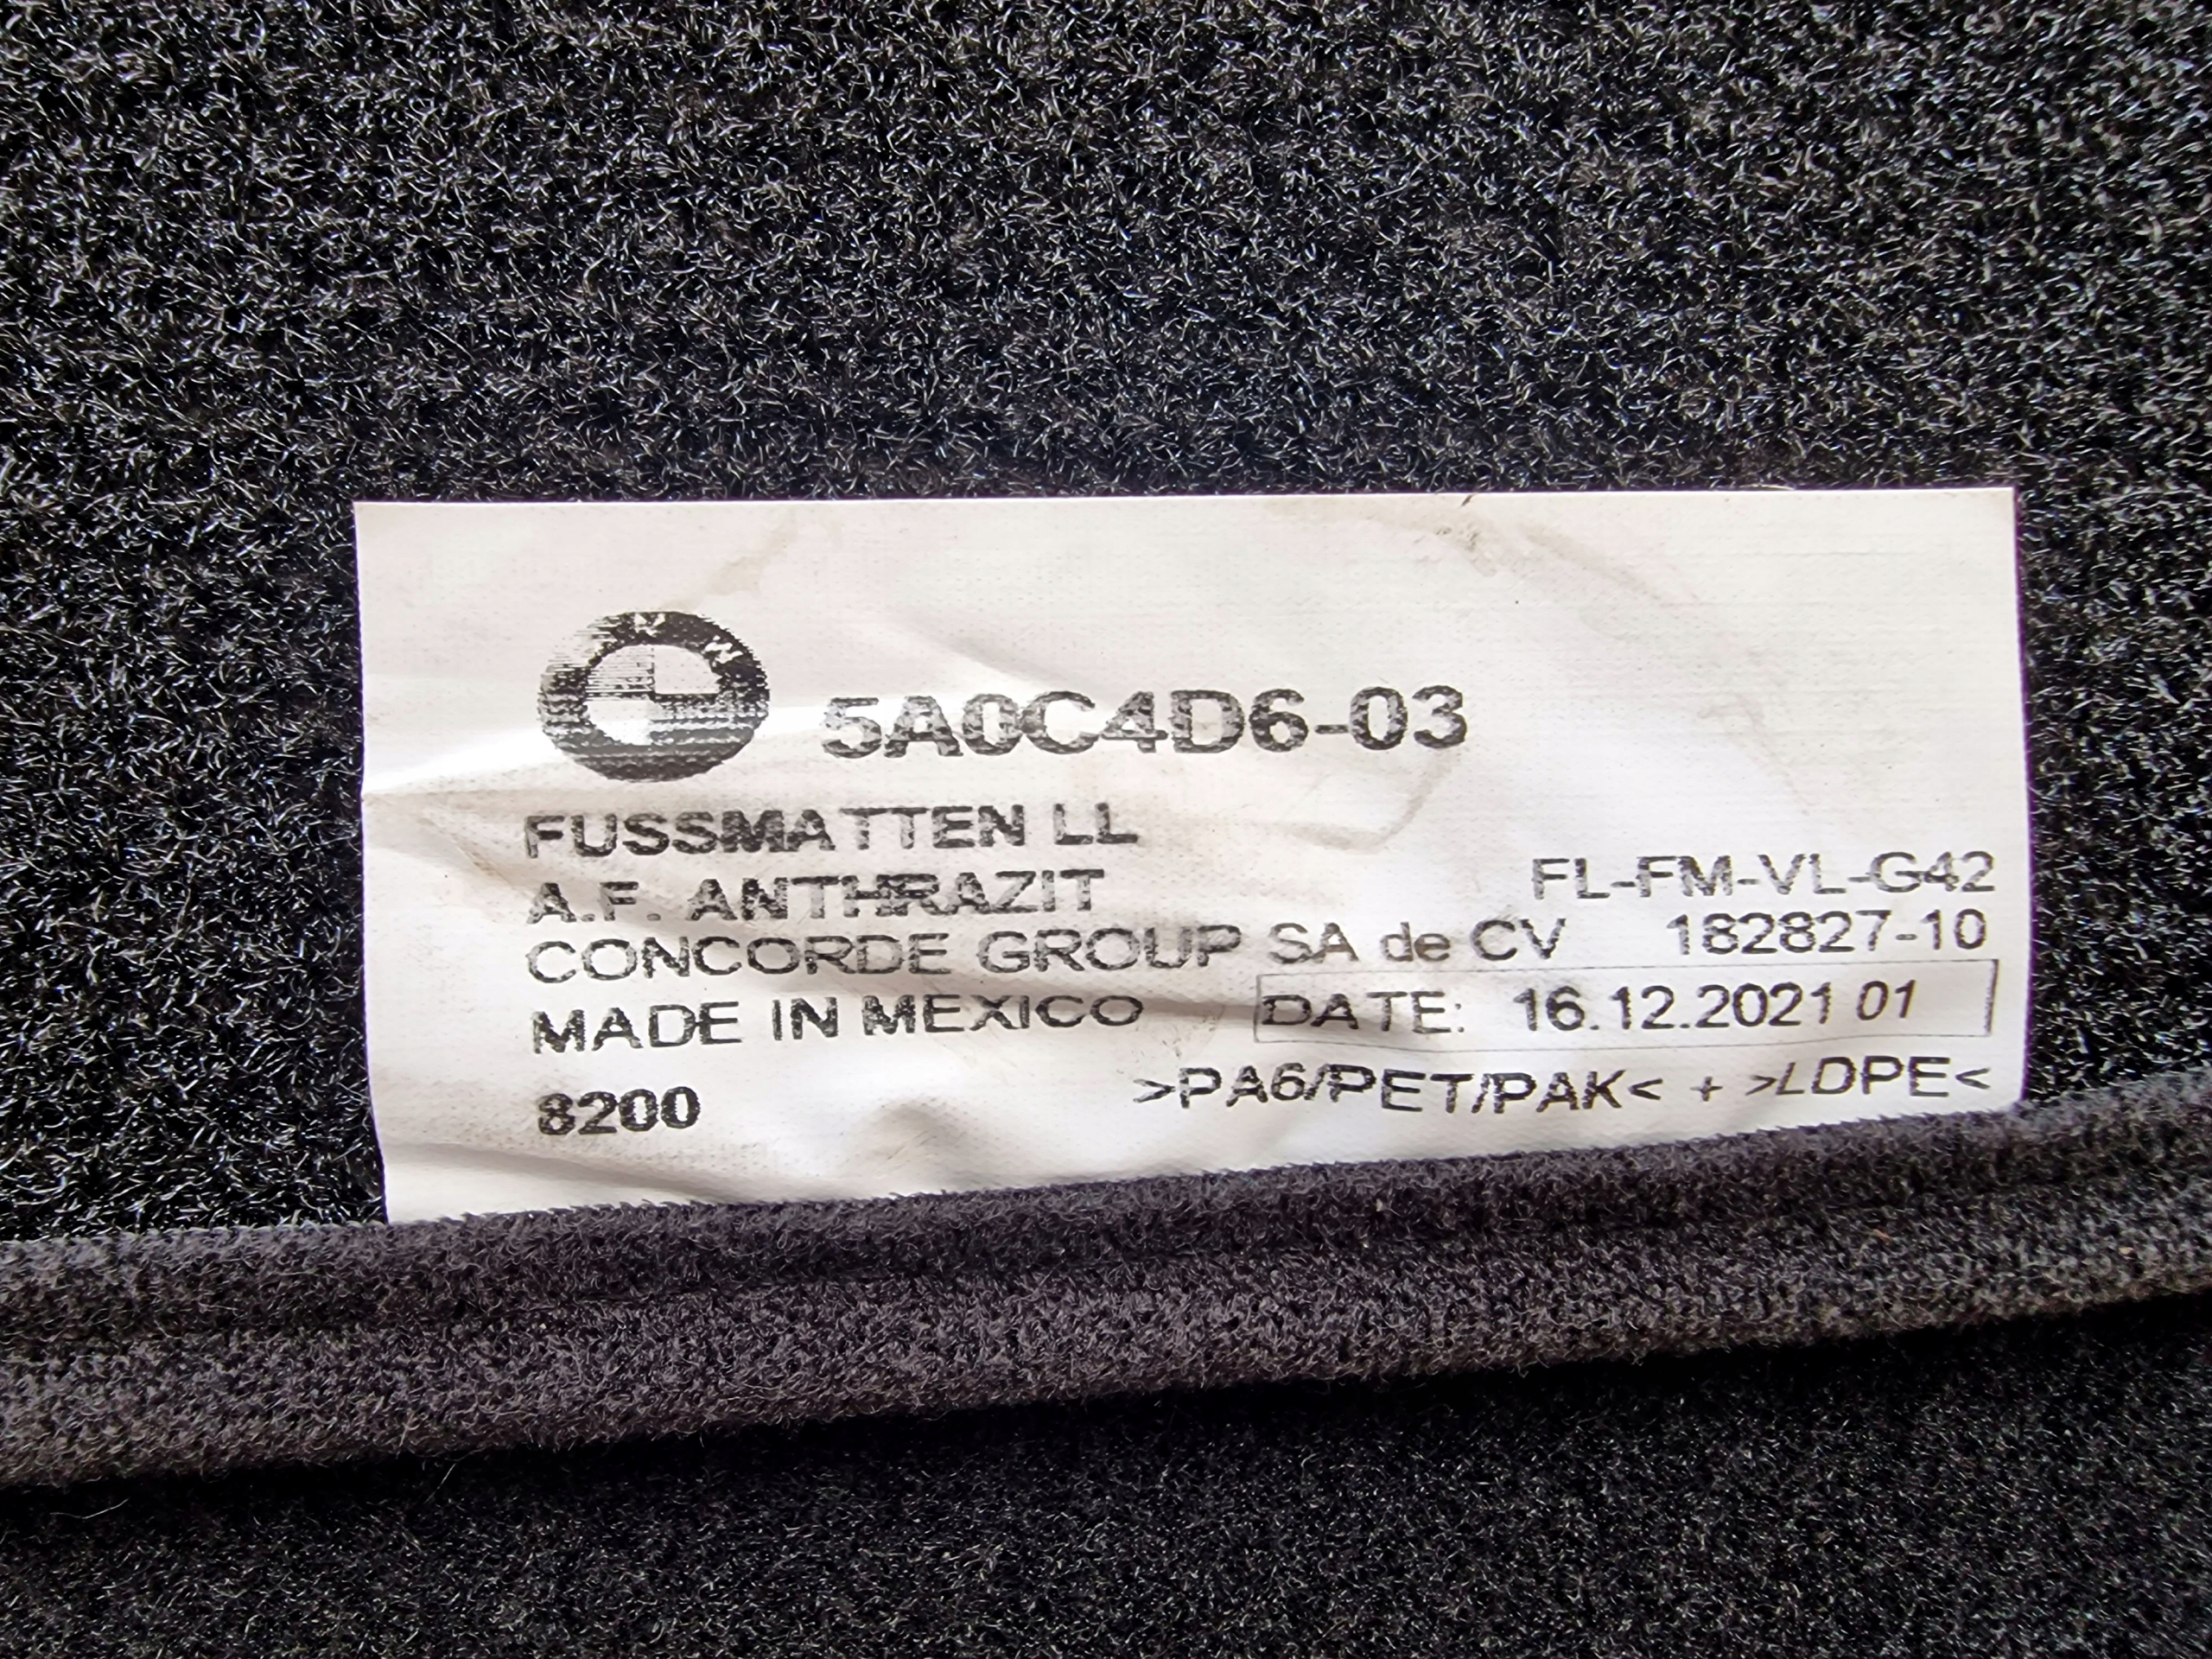 BMW
5A0C4D6-03
FUSSMATTEN LL
A.F. ANTHRAZIT
FL-FM-VL-G42
CONCORDE GROUP SA de CV 182827-10
MADE IN MEXICO DATE: 16.12.2021 01
8200 >PA6/PET/PAK< + >LDPE<